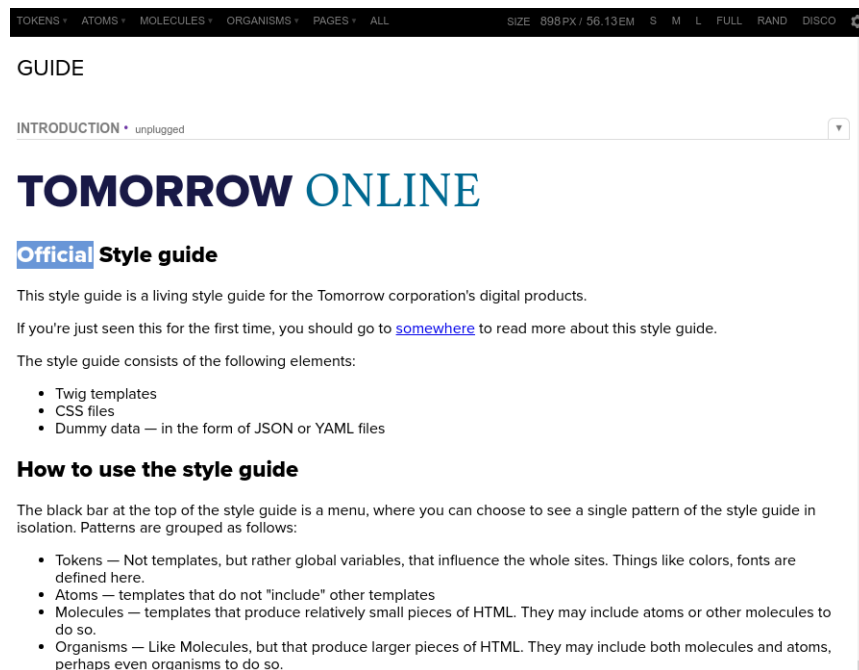 TOKENS ▾ ATOMS ▾ MOLECULES ▾ ORGANISMS ▾ PAGES ▾ ALL SIZE 898PX / 56.13EM S M L FULL RAND DISCO
GUIDE
INTRODUCTION • unplugged ▾
TOMORROW ONLINE
Official Style guide
This style guide is a living style guide for the Tomorrow corporation's digital products.
If you're just seen this for the first time, you should go to somewhere to read more about this style guide.
The style guide consists of the following elements:
• Twig templates
• CSS files
• Dummy data — in the form of JSON or YAML files
How to use the style guide
The black bar at the top of the style guide is a menu, where you can choose to see a single pattern of the style guide in
isolation. Patterns are grouped as follows:
• Tokens — Not templates, but rather global variables, that influence the whole sites. Things like colors, fonts are
defined here.
• Atoms — templates that do not "include" other templates
• Molecules — templates that produce relatively small pieces of HTML. They may include atoms or other molecules to
do so.
• Organisms — Like Molecules, but that produce larger pieces of HTML. They may include both molecules and atoms,
perhaps even organisms to do so.